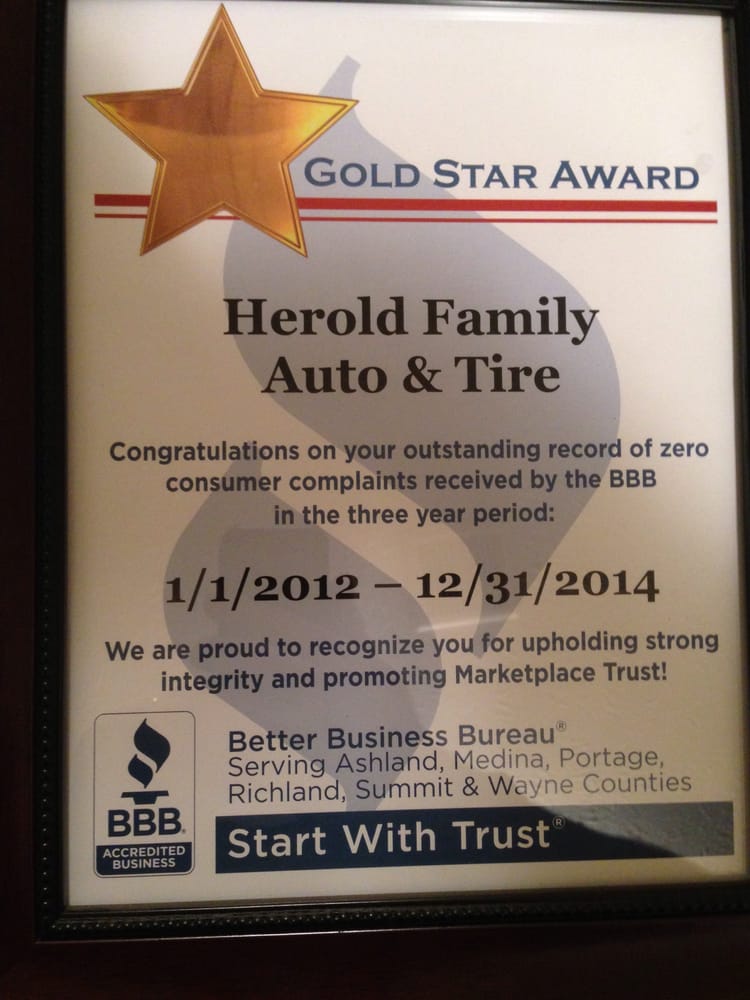 GOLD STAR AWARD
Herold Family
Auto & Tire
Congratulations on your outstanding record of zero
consumer complaints received by the BBB
in the three year period:
1/1/2012 – 12/31/2014
We are proud to recognize you for upholding strong
integrity and promoting Marketplace Trust!
Better Business Bureau®
Serving Ashland, Medina, Portage,
Richland, Summit & Wayne Counties
BBB®
ACCREDITED
BUSINESS
Start With Trust®